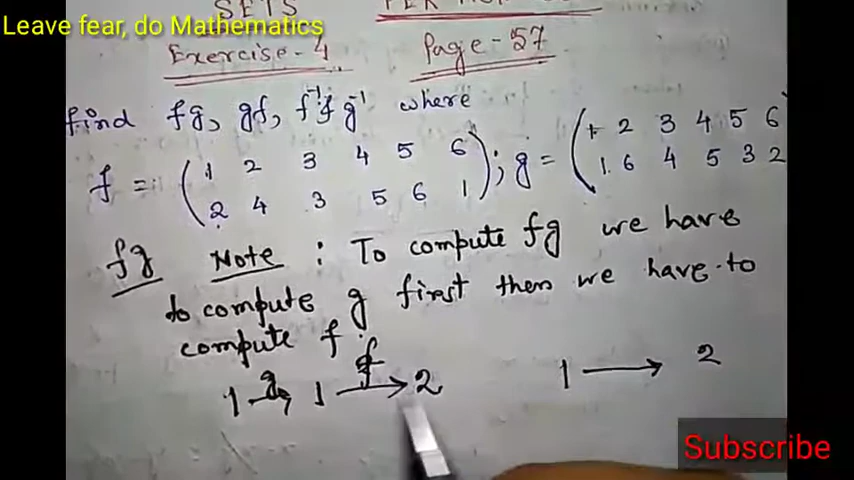 SETS
Leave fear, do Mathematics
Exercise-4 Page-57
find fg, gf, f⁻¹ & g⁻¹ where
f = ( 1 2 3 4 5 6 ) ; g = ( 1 2 3 4 5 6
2 4 3 5 6 1 1 6 4 5 3 2
fg Note : To compute fg we have
to compute g first then we have to
compute f.
1 g→ 1 f→ 2 1 → 2
Subscribe